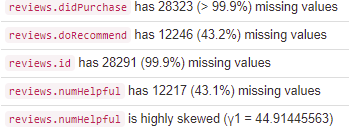 reviews.didPurchase has 28323 (> 99.9%) missing values
reviews.doRecommend has 12246 (43.2%) missing values
reviews.id has 28291 (99.9%) missing values
reviews.numHelpful has 12217 (43.1%) missing values
reviews.numHelpful is highly skewed (γ1 = 44.91445563)